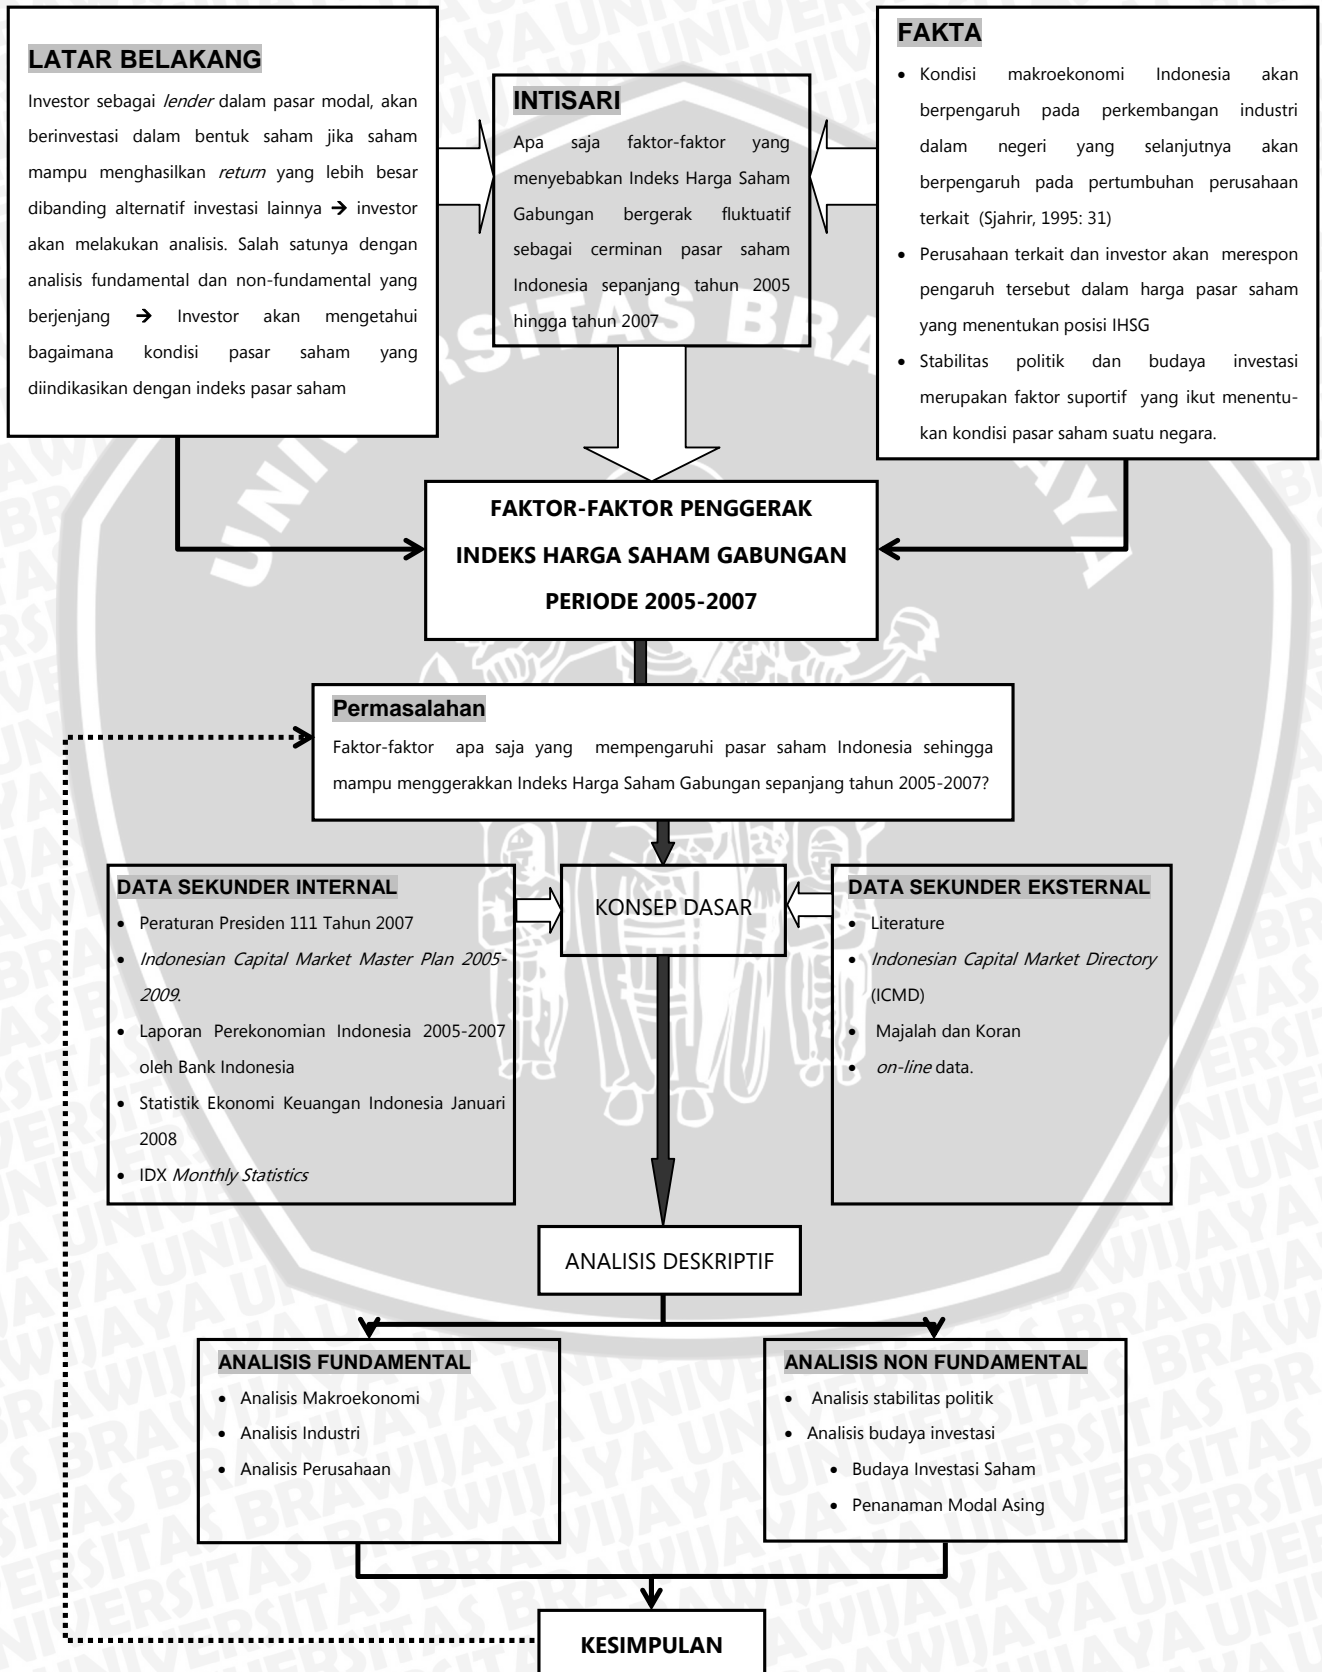 LATAR BELAKANG
Investor sebagai lender dalam pasar modal, akan
berinvestasi dalam bentuk saham jika saham
mampu menghasilkan return yang lebih besar
dibanding alternatif investasi lainnya → investor
akan melakukan analisis. Salah satunya dengan
analisis fundamental dan non-fundamental yang
berjenjang → Investor akan mengetahui
bagaimana kondisi pasar saham yang
diindikasikan dengan indeks pasar saham
INTISARI
Apa saja faktor-faktor yang
menyebabkan Indeks Harga Saham
Gabungan bergerak fluktuatif
sebagai cerminan pasar saham
Indonesia sepanjang tahun 2005
hingga tahun 2007
FAKTA
• Kondisi makroekonomi Indonesia akan
berpengaruh pada perkembangan industri
dalam negeri yang selanjutnya akan
berpengaruh pada pertumbuhan perusahaan
terkait (Sjahrir, 1995: 31)
• Perusahaan terkait dan investor akan merespon
pengaruh tersebut dalam harga pasar saham
yang menentukan posisi IHSG
• Stabilitas politik dan budaya investasi
merupakan faktor suportif yang ikut menentu-
kan kondisi pasar saham suatu negara.
FAKTOR-FAKTOR PENGGERAK
INDEKS HARGA SAHAM GABUNGAN
PERIODE 2005-2007
Permasalahan
Faktor-faktor apa saja yang mempengaruhi pasar saham Indonesia sehingga
mampu menggerakkan Indeks Harga Saham Gabungan sepanjang tahun 2005-2007?
DATA SEKUNDER INTERNAL
• Peraturan Presiden 111 Tahun 2007
• Indonesian Capital Market Master Plan 2005-
2009.
• Laporan Perekonomian Indonesia 2005-2007
oleh Bank Indonesia
• Statistik Ekonomi Keuangan Indonesia Januari
2008
• IDX Monthly Statistics
KONSEP DASAR
DATA SEKUNDER EKSTERNAL
• Literature
• Indonesian Capital Market Directory
(ICMD)
• Majalah dan Koran
• on-line data.
ANALISIS DESKRIPTIF
ANALISIS FUNDAMENTAL
• Analisis Makroekonomi
• Analisis Industri
• Analisis Perusahaan
ANALISIS NON FUNDAMENTAL
• Analisis stabilitas politik
• Analisis budaya investasi
• Budaya Investasi Saham
• Penanaman Modal Asing
KESIMPULAN